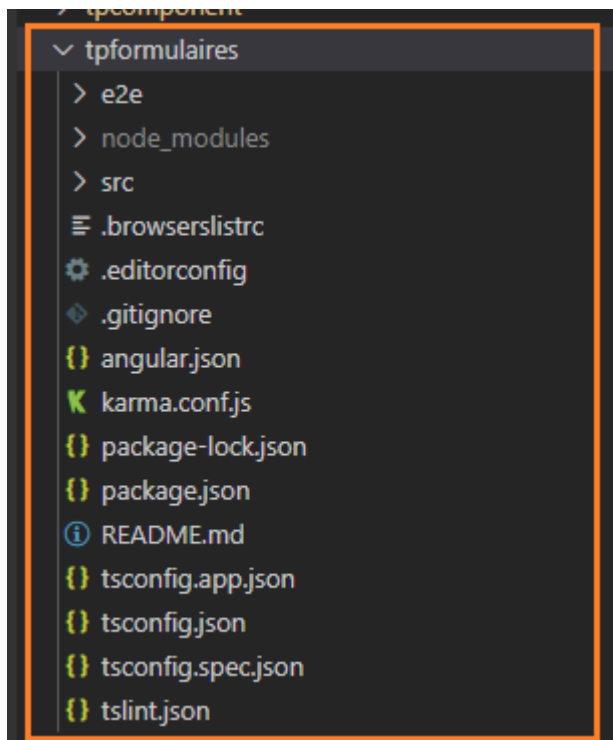 tpcomponent
tpformulaires
e2e
node_modules
src
.browserslistrc
.editorconfig
.gitignore
angular.json
karma.conf.js
package-lock.json
package.json
README.md
tsconfig.app.json
tsconfig.json
tsconfig.spec.json
tslint.json